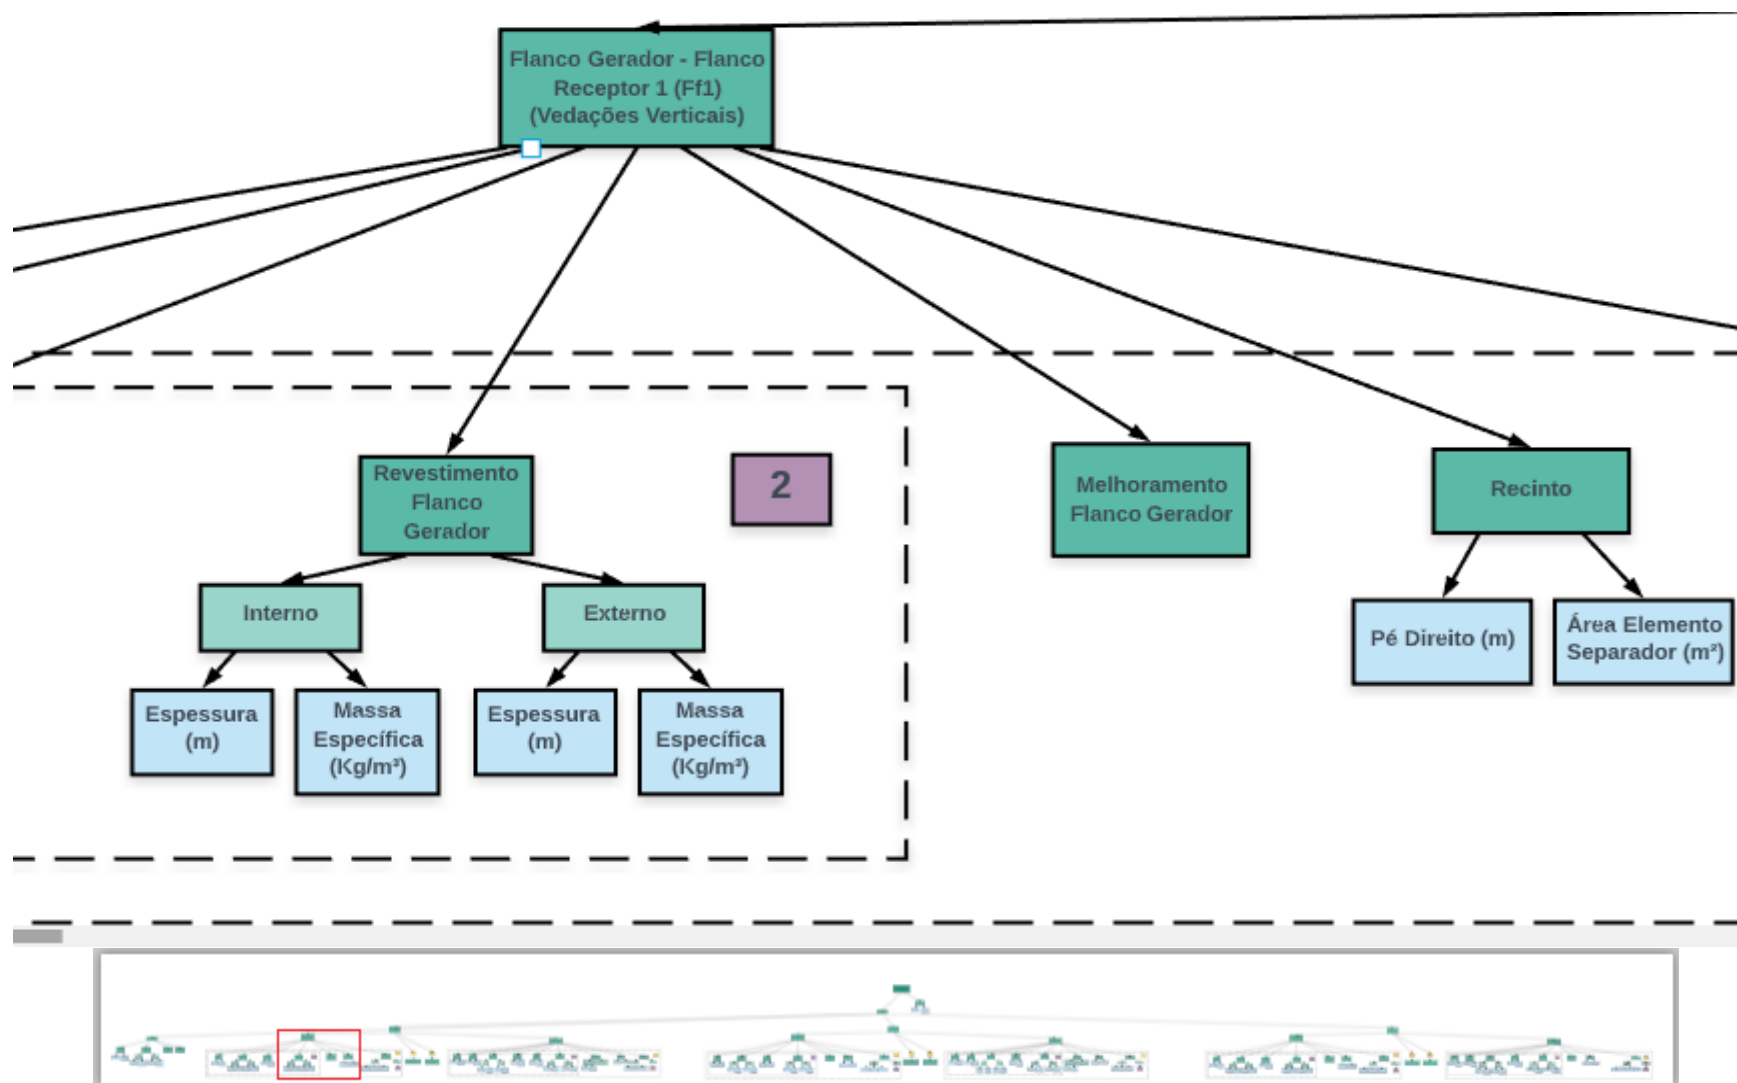 Flanco Gerador - Flanco
Receptor 1 (Ff1)
(Vedações Verticais)
Revestimento
Flanco
Gerador
2
Melhoramento
Flanco Gerador
Recinto
Interno
Externo
Pé Direito (m)
Área Elemento
Separador (m²)
Espessura
(m)
Massa
Específica
(Kg/m³)
Espessura
(m)
Massa
Específica
(Kg/m³)